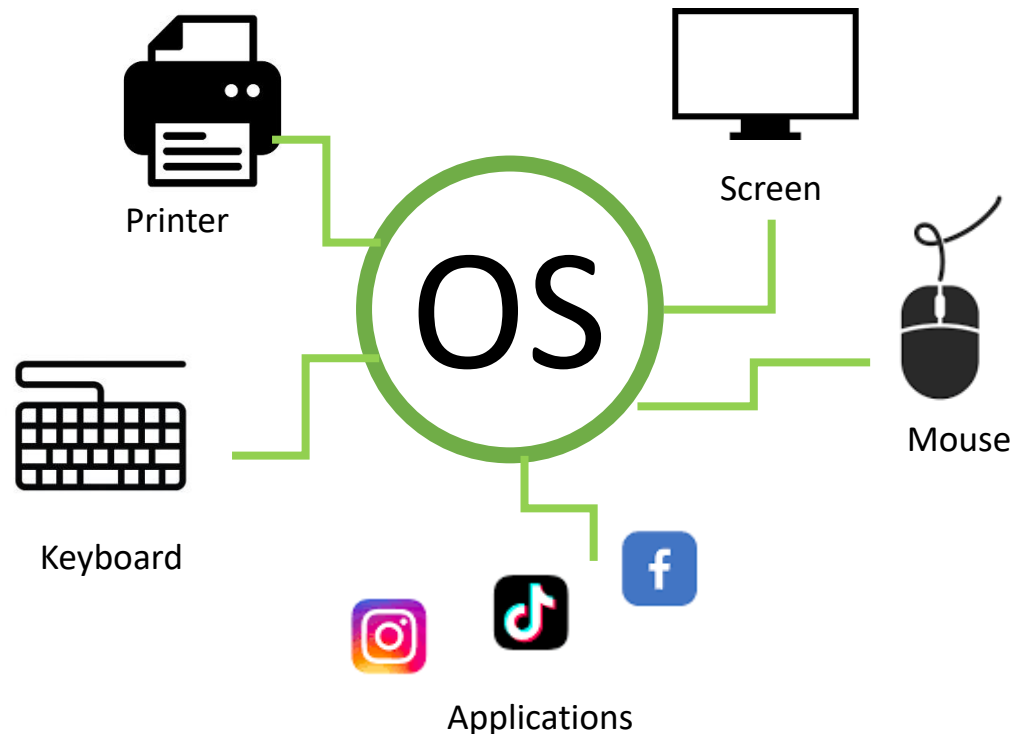 Printer
Screen
OS
Mouse
Keyboard
f
Applications